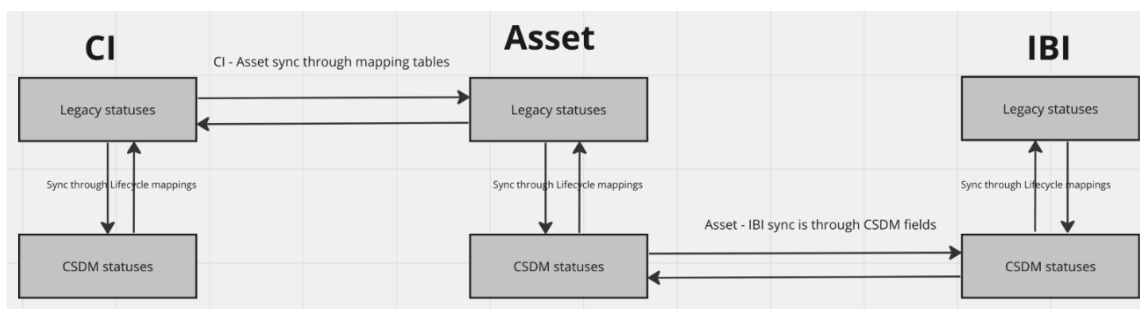 CI
Asset
IBI
CI - Asset sync through mapping tables
Legacy statuses
Legacy statuses
Legacy statuses
Sync through Lifecycle mappings
Sync through Lifecycle mappings
Sync through Lifecycle mappings
Asset - IBI sync is through CSDM fields
CSDM statuses
CSDM statuses
CSDM statuses